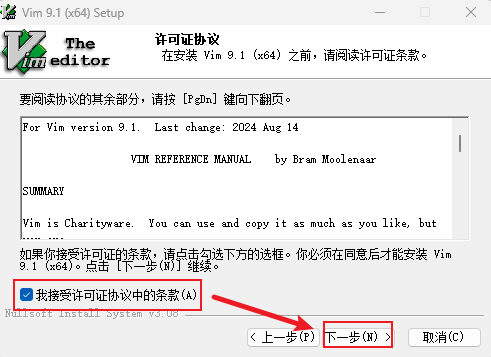 Vim 9.1 (x64) Setup
The
Vim
editor
许可证协议
在安装 Vim 9.1 (x64) 之前，请阅读许可证条款。
要阅读协议的其余部分，请按 [PgDn] 键向下翻页。
For Vim version 9.1.  Last change: 2024 Aug 14
VIM REFERENCE MANUAL    by Bram Moolenaar
SUMMARY
Vim is Charityware.  You can use and copy it as much as you like, but
如果你接受许可证的条款，请点击勾选下方的选框。你必须在同意后才能安装 Vim
9.1 (x64)。点击 [下一步(N)] 继续。
我接受许可证协议中的条款(A)
Nullsoft Install System v3.08
< 上一步(P)
下一步(N) >
取消(C)